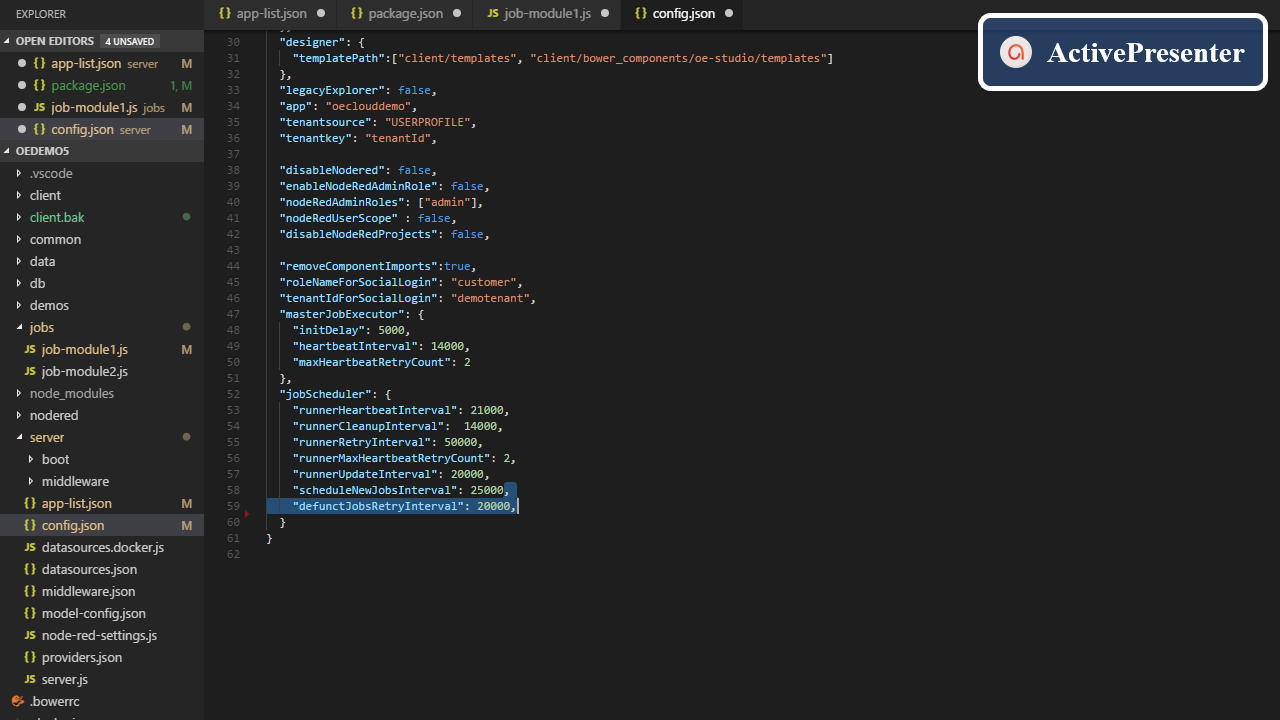 EXPLORER
OPEN EDITORS 4 UNSAVED
{} app-list.json server M
{} package.json 1, M
JS job-module1.js jobs M
{} config.json server M
OEDEMO5
.vscode
client
client.bak
common
data
db
demos
jobs
JS job-module1.js M
JS job-module2.js
node_modules
nodered
server
boot
middleware
{} app-list.json M
{} config.json M
JS datasources.docker.js
{} datasources.json
{} middleware.json
{} model-config.json
JS node-red-settings.js
{} providers.json
JS server.js
.bowerrc
{} app-list.json {} package.json JS job-module1.js {} config.json
ActivePresenter
30 "designer": {
31 "templatePath":["client/templates", "client/bower_components/oe-studio/templates"]
32 },
33 "legacyExplorer": false,
34 "app": "oeclouddemo",
35 "tenantsource": "USERPROFILE",
36 "tenantkey": "tenantId",
37
38 "disableNodered": false,
39 "enableNodeRedAdminRole": false,
40 "nodeRedAdminRoles": ["admin"],
41 "nodeRedUserScope" : false,
42 "disableNodeRedProjects": false,
43
44 "removeComponentImports":true,
45 "roleNameForSocialLogin": "customer",
46 "tenantIdForSocialLogin": "demotenant",
47 "masterJobExecutor": {
48 "initDelay": 5000,
49 "heartbeatInterval": 14000,
50 "maxHeartbeatRetryCount": 2
51 },
52 "jobScheduler": {
53 "runnerHeartbeatInterval": 21000,
54 "runnerCleanupInterval":  14000,
55 "runnerRetryInterval": 50000,
56 "runnerMaxHeartbeatRetryCount": 2,
57 "runnerUpdateInterval": 20000,
58 "scheduleNewJobsInterval": 25000,
59 "defunctJobsRetryInterval": 20000,
60 }
61 }
62